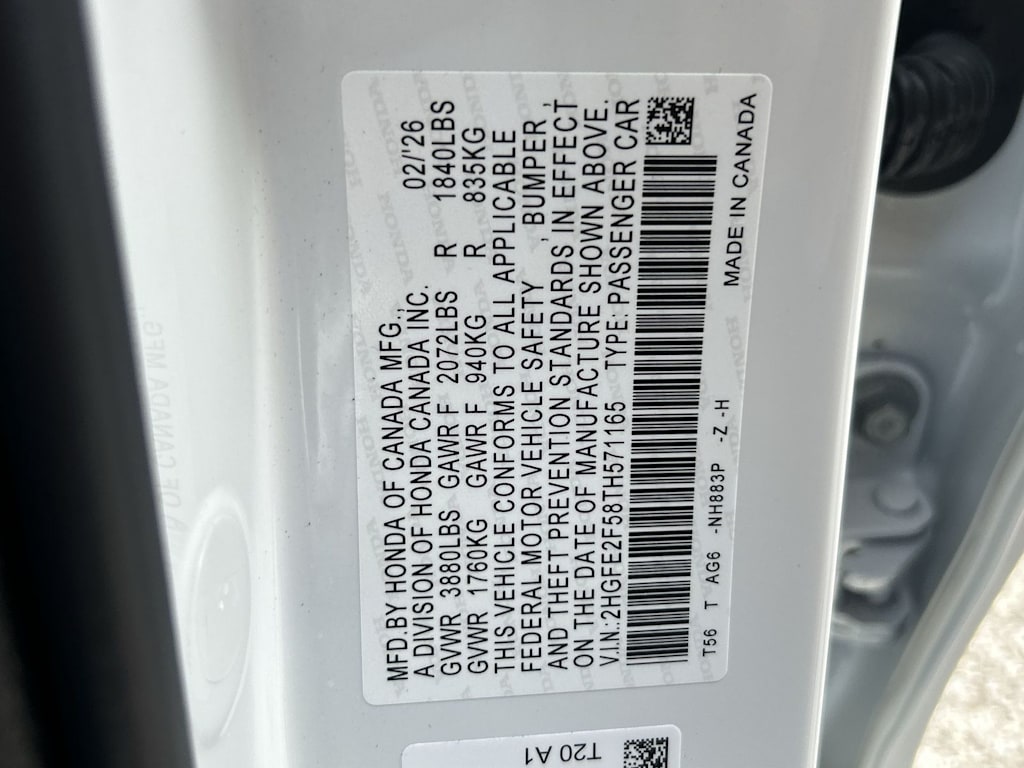 MFD.BY HONDA OF CANADA MFG., 02/'26
A DIVISION OF HONDA CANADA INC.
GVWR 3880LBS GAWR F 2072LBS R 1840LBS
GVWR 1760KG GAWR F 940KG R 835KG
THIS VEHICLE CONFORMS TO ALL APPLICABLE
FEDERAL MOTOR VEHICLE SAFETY , BUMPER ,
AND THEFT PREVENTION STANDARDS IN EFFECT
ON THE DATE OF MANUFACTURE SHOWN ABOVE.
V.I.N.:2HGFE2F58TH571165 TYPE: PASSENGER CAR
T56 T AG6 -NH883P -Z -H MADE IN CANADA
T20 A1